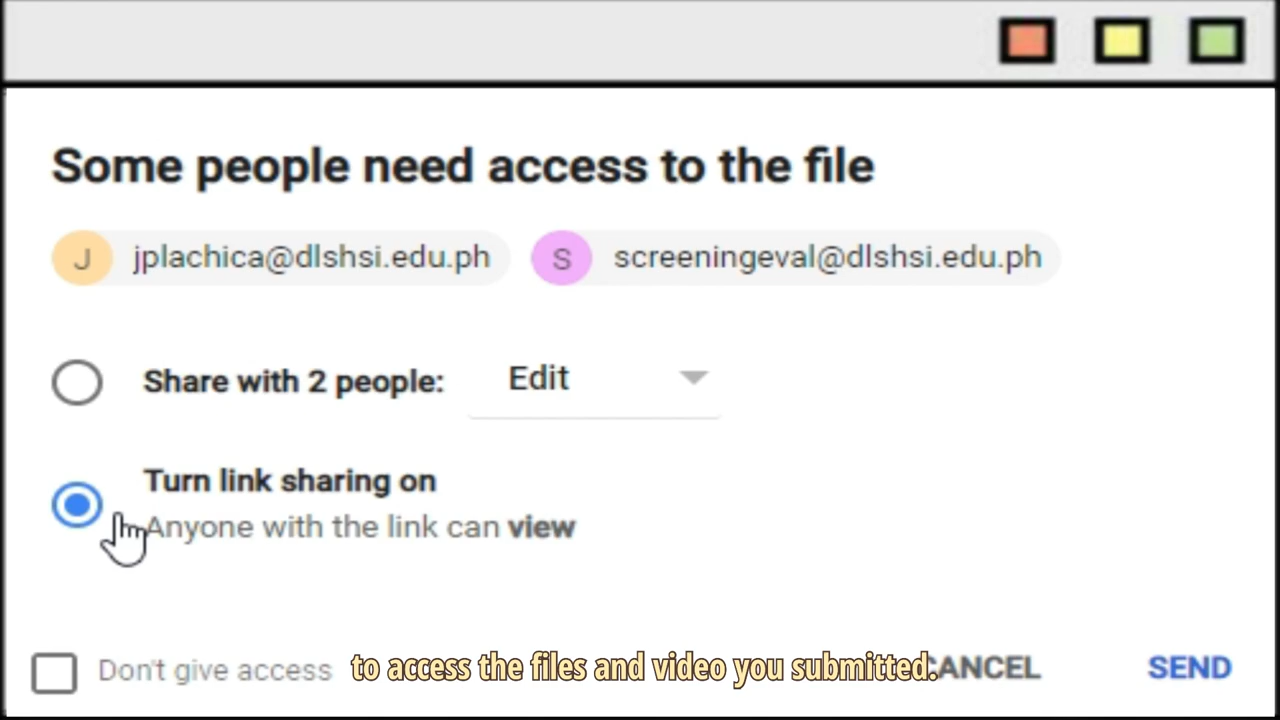 Some people need access to the file
J jplachica@dlshsi.edu.ph S screeningeval@dlshsi.edu.ph
Share with 2 people: Edit
Turn link sharing on
Anyone with the link can view
Don't give access to access the files and video you submitted. CANCEL SEND